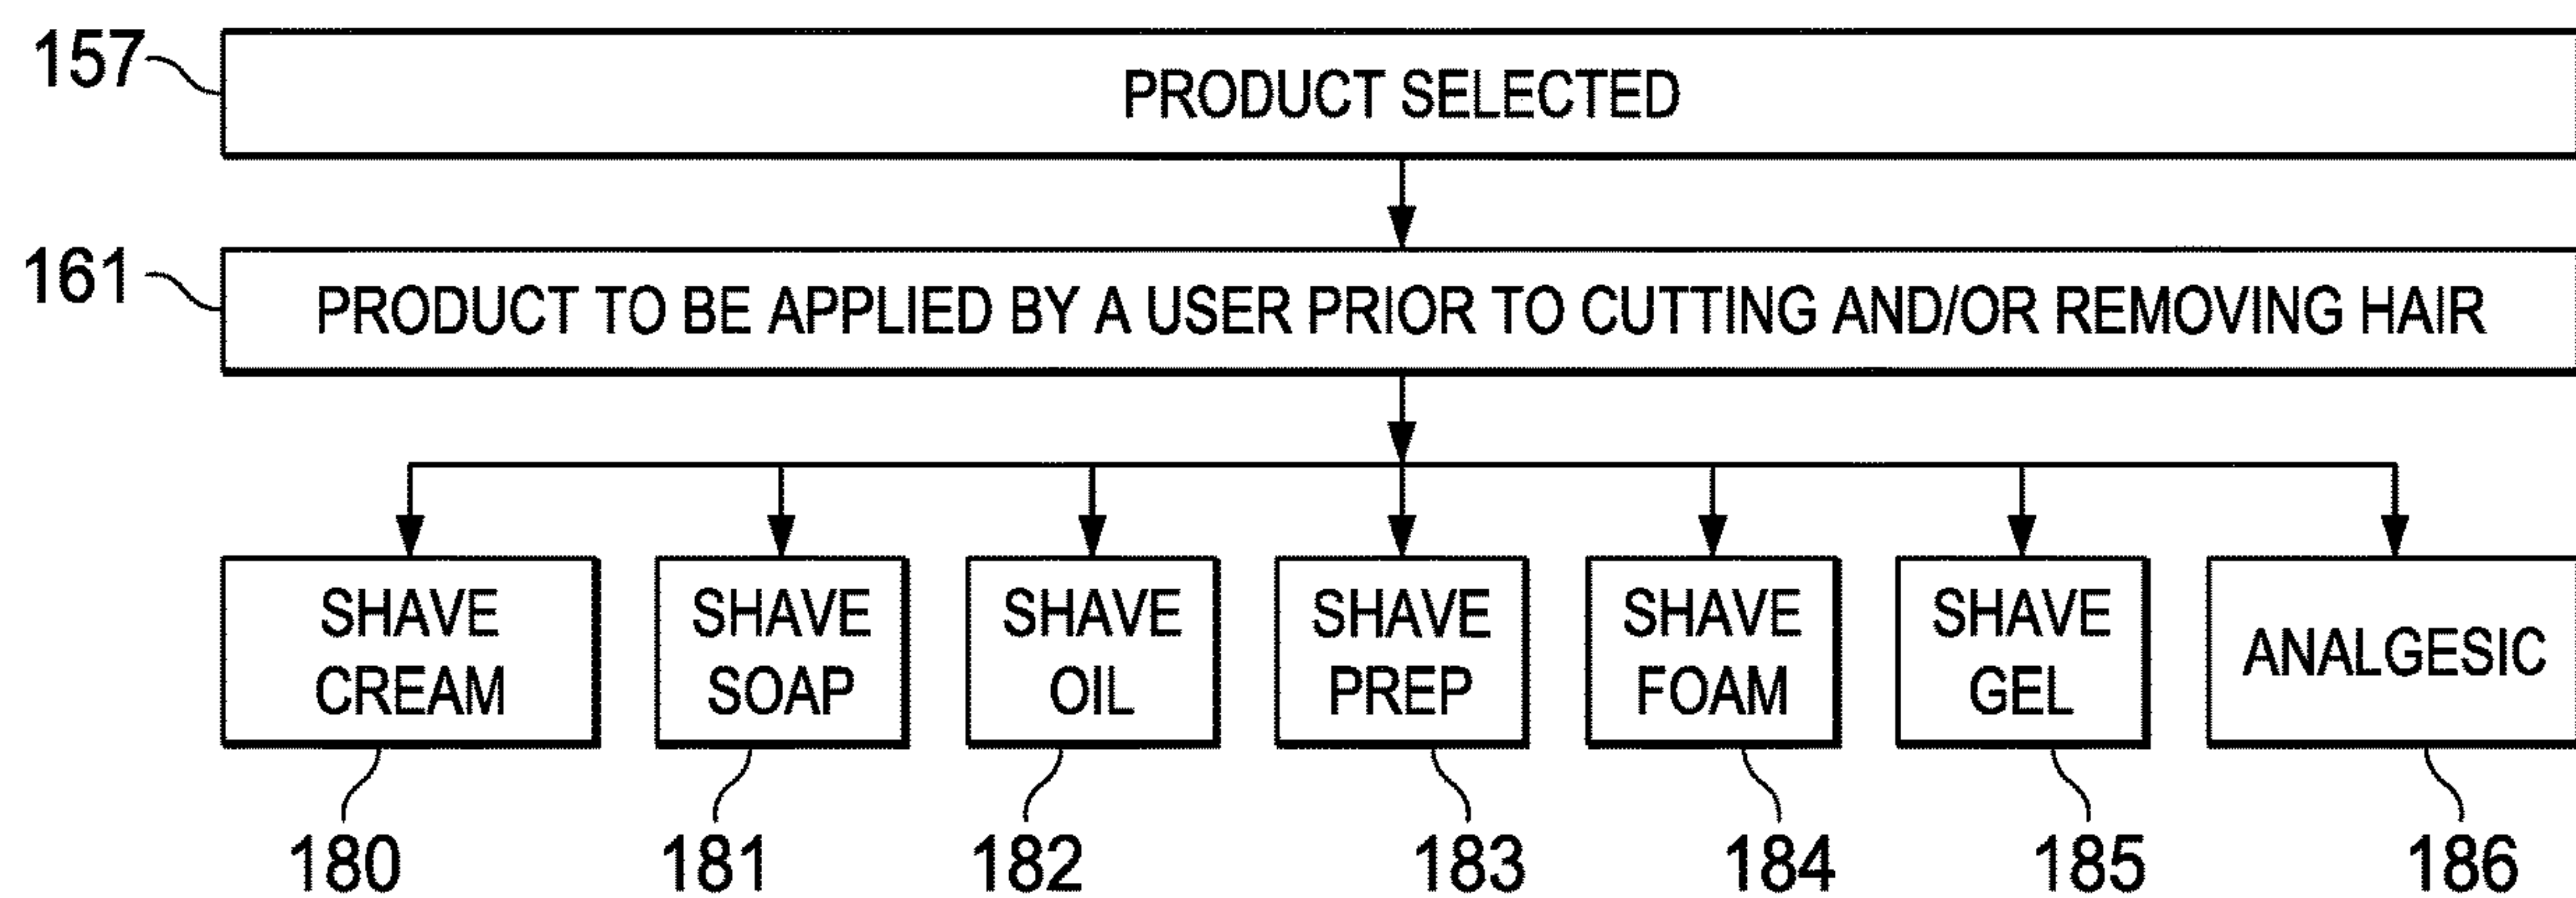 157
PRODUCT SELECTED
161
PRODUCT TO BE APPLIED BY A USER PRIOR TO CUTTING AND/OR REMOVING HAIR
SHAVE
CREAM
SHAVE
SOAP
SHAVE
OIL
SHAVE
PREP
SHAVE
FOAM
SHAVE
GEL
ANALGESIC
180
181
182
183
184
185
186